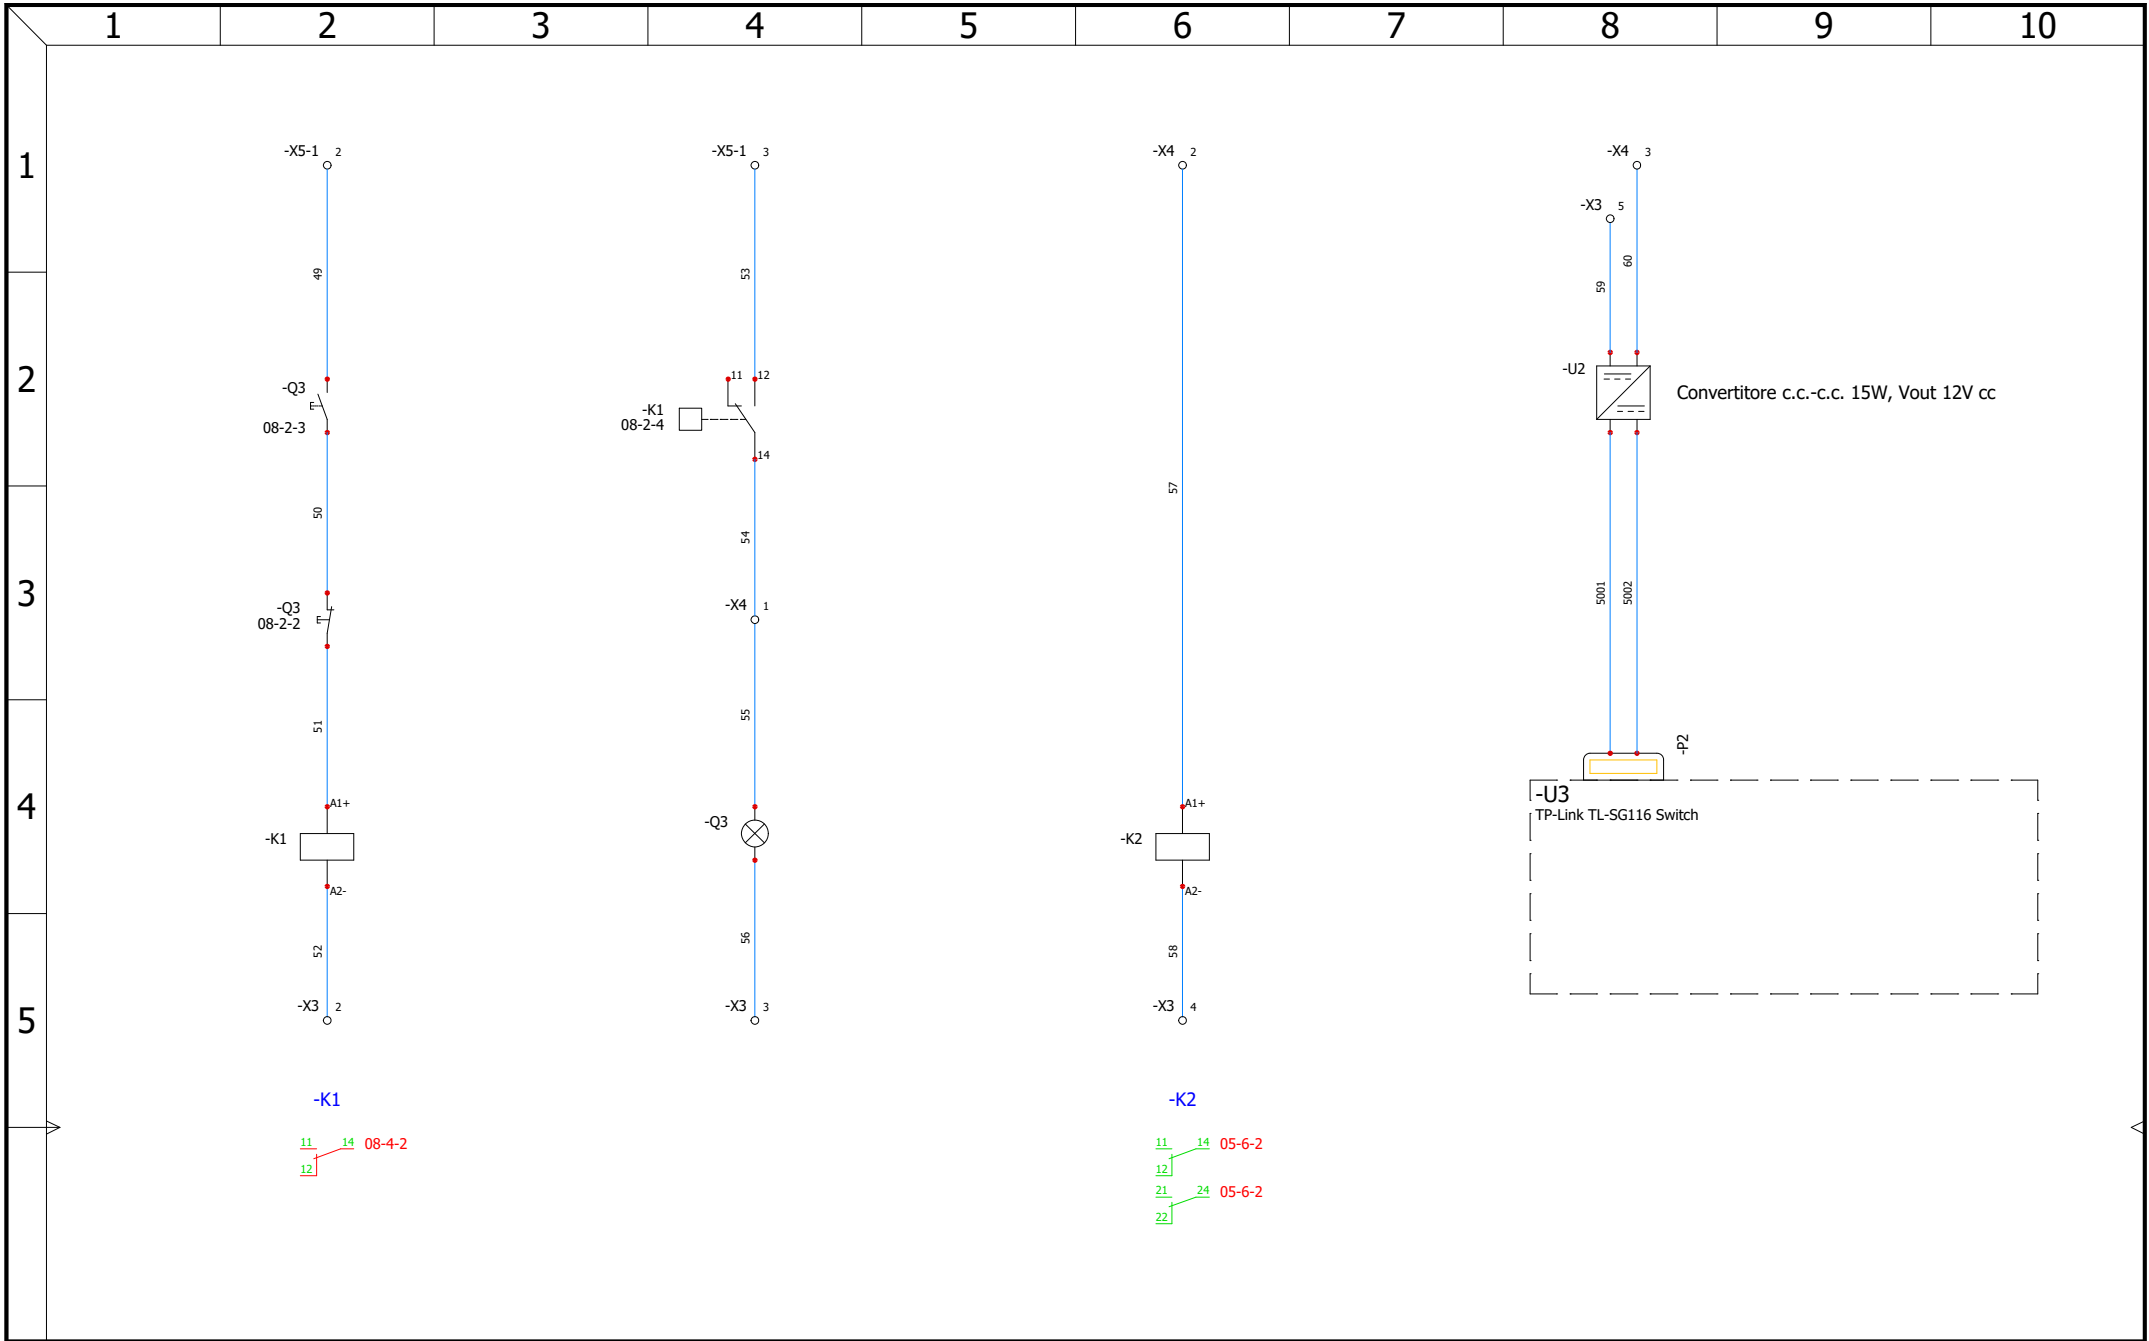 1 2 3 4 5 6 7 8 9 10
1
2
3
4
5
-X5-1 2
49
-Q3
08-2-3
50
-Q3
08-2-2
51
A1+
-K1
A2-
52
-X3 2
-K1
11 14 08-4-2
12
-X5-1 3
53
11 12
-K1
08-2-4
14
54
-X4 1
55
-Q3
56
-X3 3
-X4 2
57
A1+
-K2
A2-
58
-X3 4
-K2
11 14 05-6-2
12
21 24 05-6-2
22
-X4 3
-X3 5
60
59
-U2
Convertitore c.c.-c.c. 15W, Vout 12V cc
5001
5002
-P2
-U3
TP-Link TL-SG116 Switch